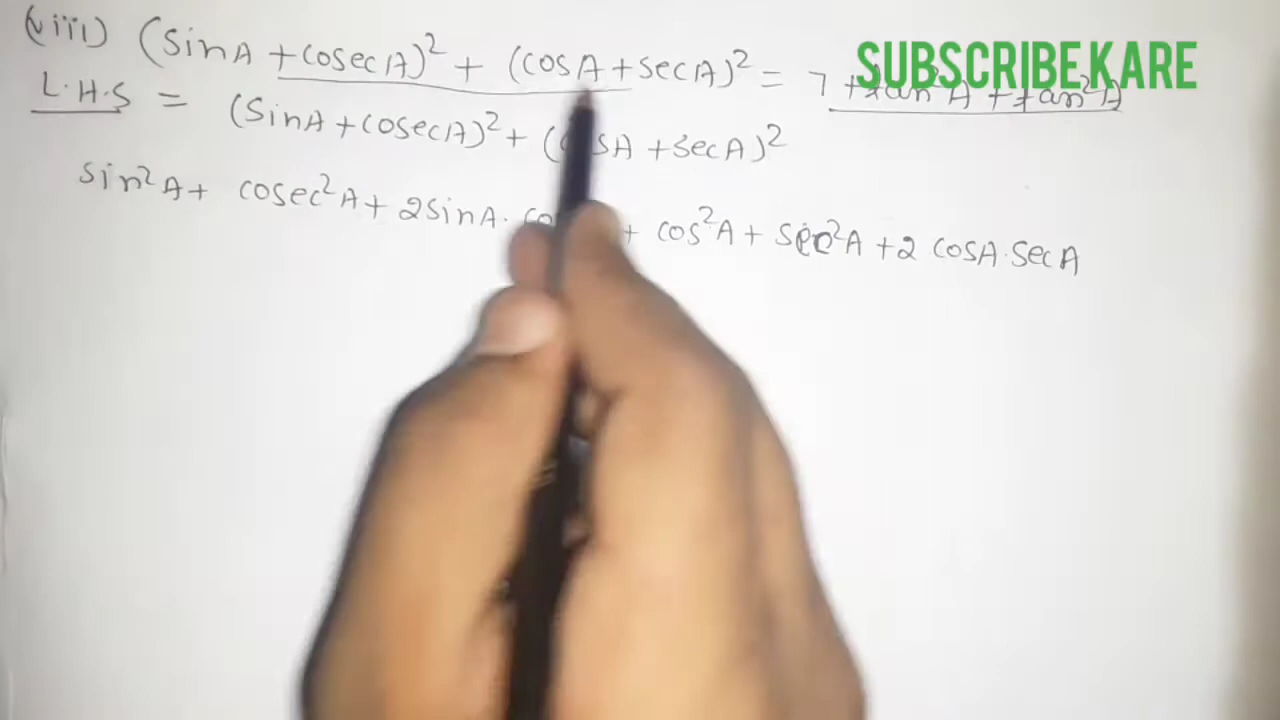 (viii) (sinA + cosecA)² + (cosA + secA)² = 7 + tan²A + tan²A
SUBSCRIBE KARE
L.H.S = (sinA + cosecA)² + (cosA + secA)²
sin²A + cosec²A + 2sinA. + cos²A + sec²A + 2 cosA.secA